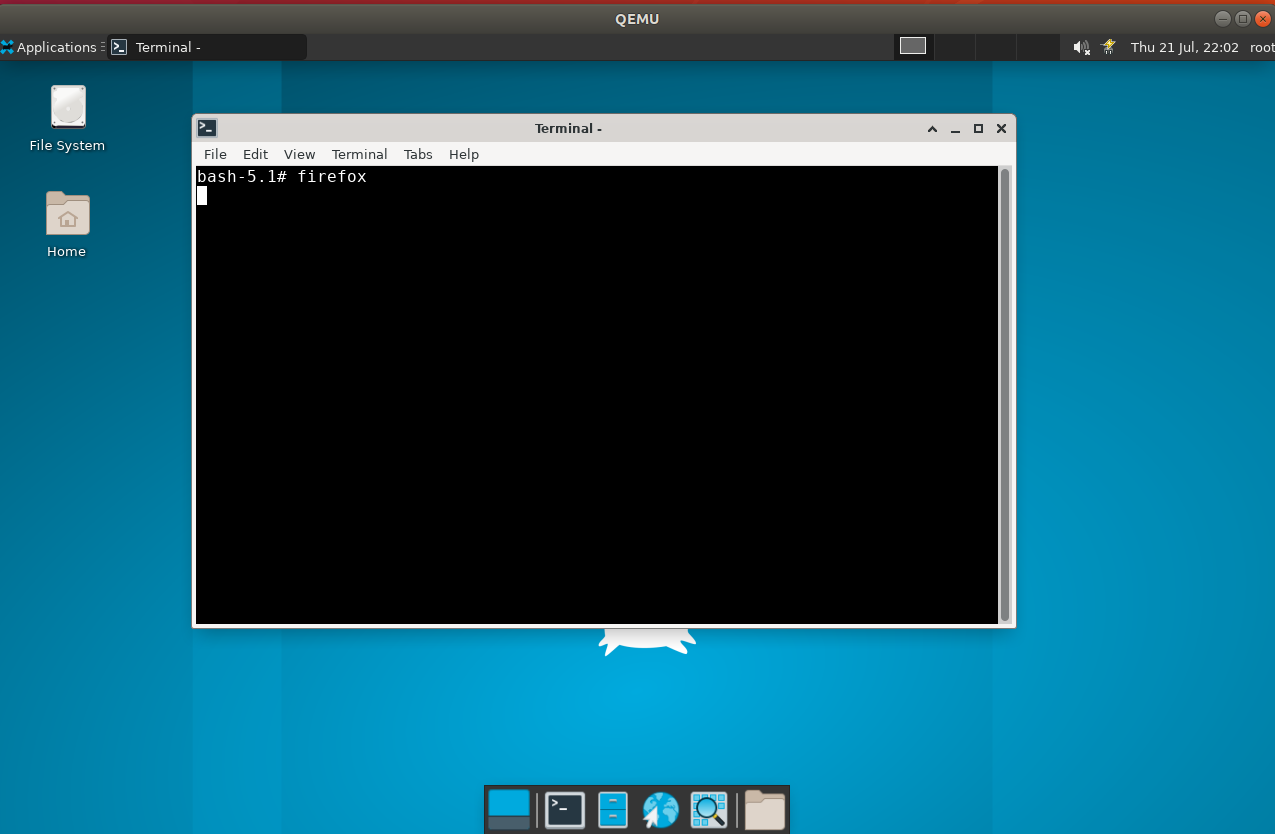 QEMU
Applications
Terminal -
Thu 21 Jul, 22:02
root
File System
Home
Terminal -
File Edit View Terminal Tabs Help
bash-5.1# firefox